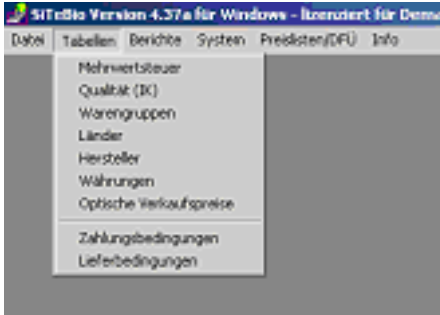 SiTeBio Version 4.37a für Windows - lizenziert für Demo
Datei Tabellen Berichte System Preislisten/DFÜ Info
Mehrwertsteuer
Qualität (IK)
Warengruppen
Länder
Hersteller
Währungen
Optische Verkaufspreise
Zahlungsbedingungen
Lieferbedingungen